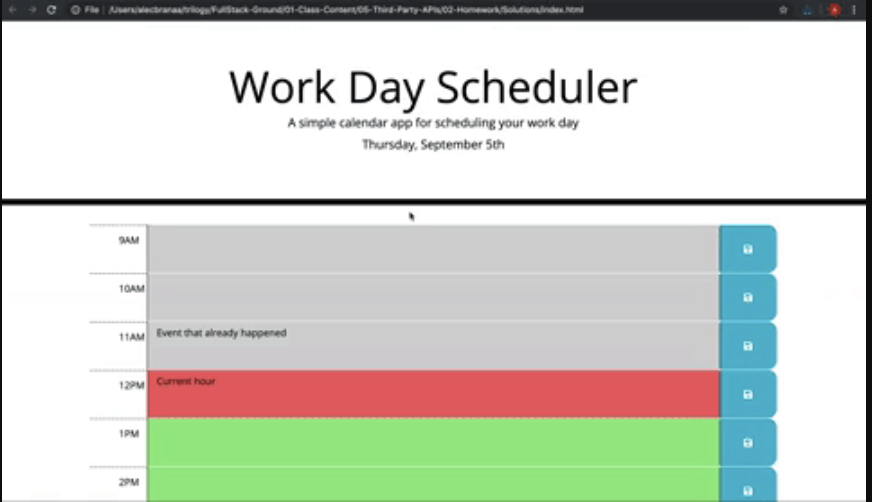 File | /Users/alecbranaa/trilogy/FullStack-Ground/01-Class-Content/05-Third-Party-APIs/02-Homework/Solutions/index.html
Work Day Scheduler
A simple calendar app for scheduling your work day
Thursday, September 5th
9AM
10AM
11AM Event that already happened
12PM Current hour
1PM
2PM